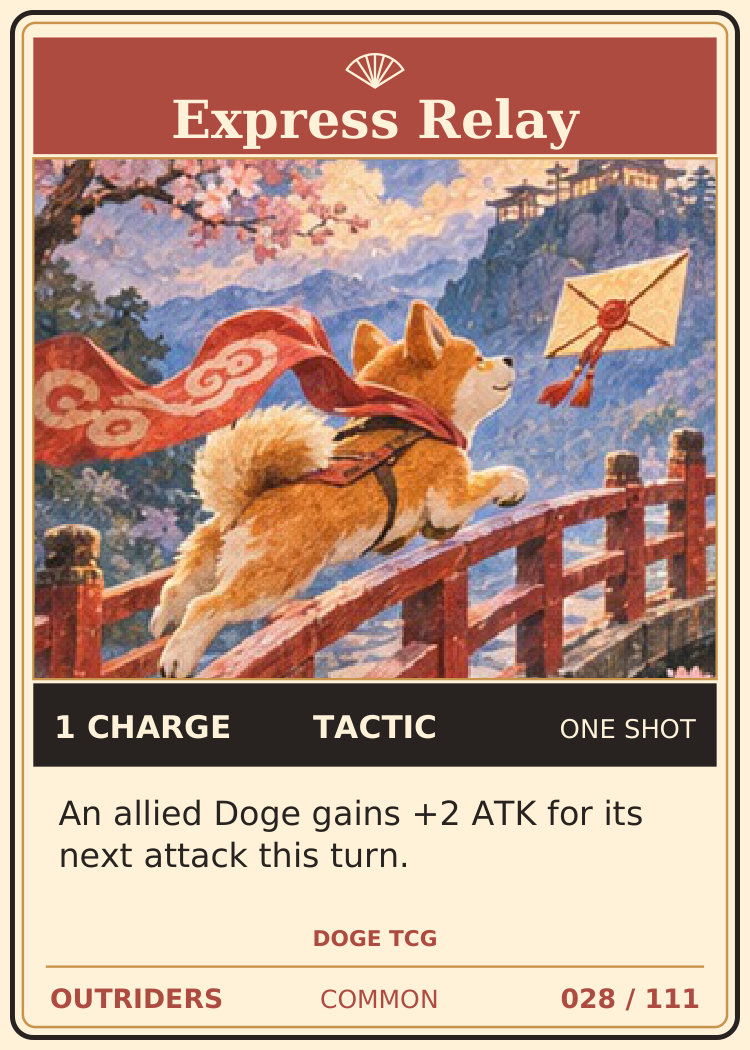 Express Relay
1 CHARGE TACTIC ONE SHOT
An allied Doge gains +2 ATK for its
next attack this turn.
DOGE TCG
OUTRIDERS COMMON 028 / 111